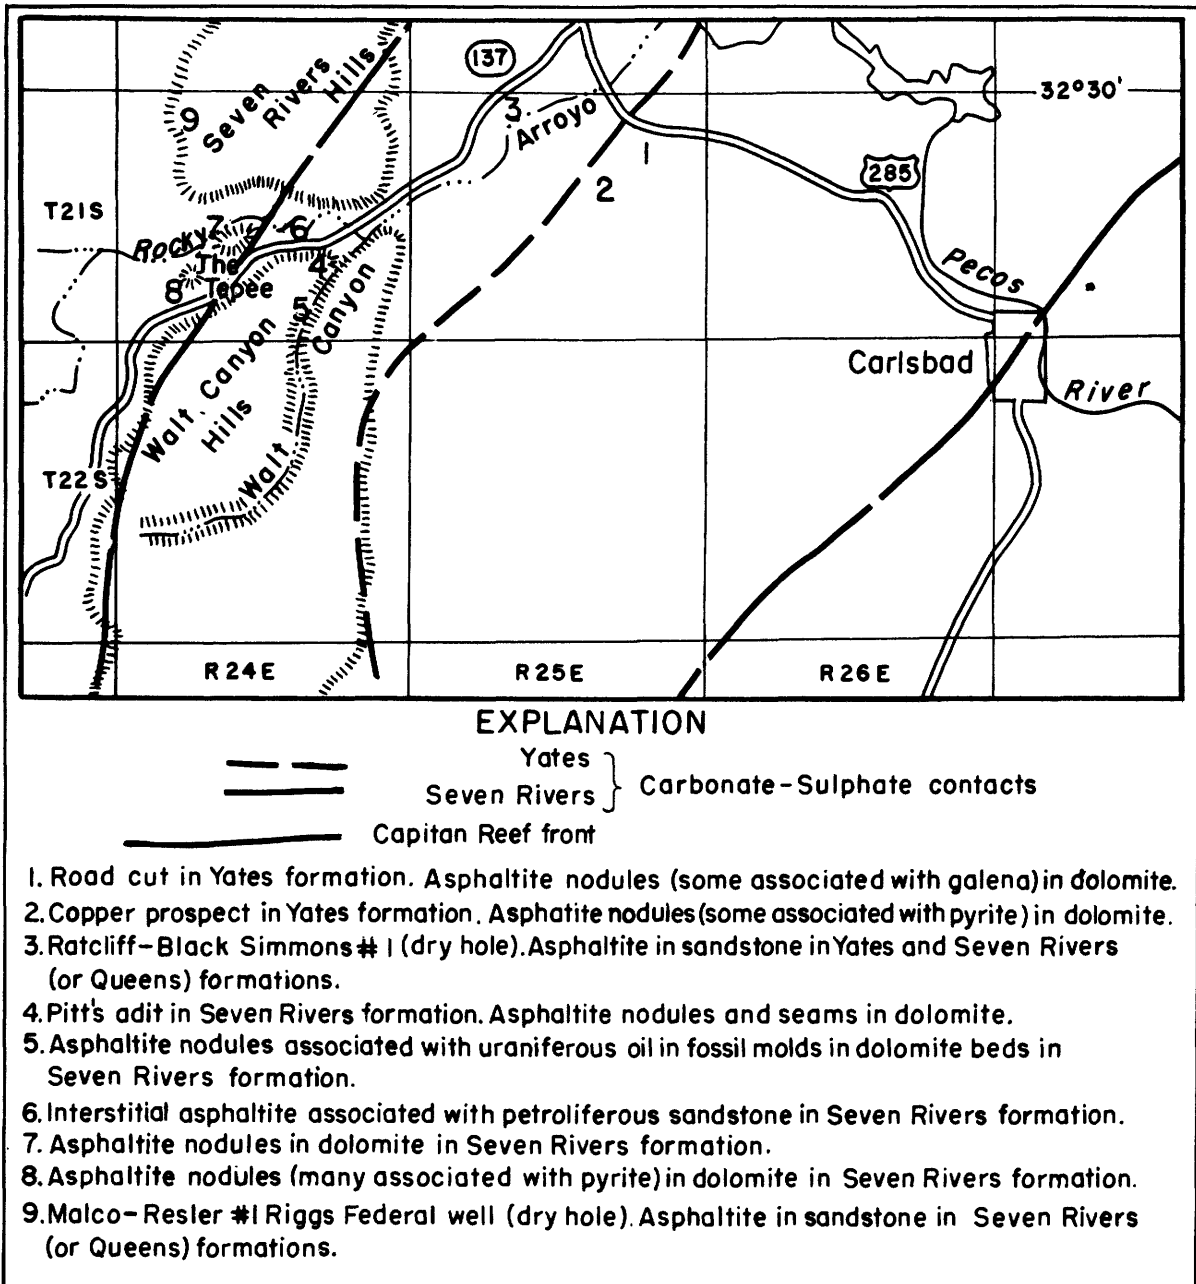 137
32°30'
Seven
Rivers
Hills
9
3
Arroyo
1
2
285
T21S
Rocky
7
6
The
Tepee
4
8
5
Canyon
Pecos
Walt Canyon
Hills
Carlsbad
River
Walt
T22S
R24E
R25E
R26E
EXPLANATION
Yates
Seven Rivers
Carbonate-Sulphate contacts
Capitan Reef front
1. Road cut in Yates formation. Asphaltite nodules (some associated with galena) in dolomite.
2. Copper prospect in Yates formation. Asphatite nodules (some associated with pyrite) in dolomite.
3. Ratcliff-Black Simmons # 1 (dry hole). Asphaltite in sandstone in Yates and Seven Rivers
(or Queens) formations.
4. Pitt's adit in Seven Rivers formation. Asphaltite nodules and seams in dolomite.
5. Asphaltite nodules associated with uraniferous oil in fossil molds in dolomite beds in
Seven Rivers formation.
6. Interstitial asphaltite associated with petroliferous sandstone in Seven Rivers formation.
7. Asphaltite nodules in dolomite in Seven Rivers formation.
8. Asphaltite nodules (many associated with pyrite) in dolomite in Seven Rivers formation.
9. Malco-Resler #1 Riggs Federal well (dry hole). Asphaltite in sandstone in Seven Rivers
(or Queens) formations.